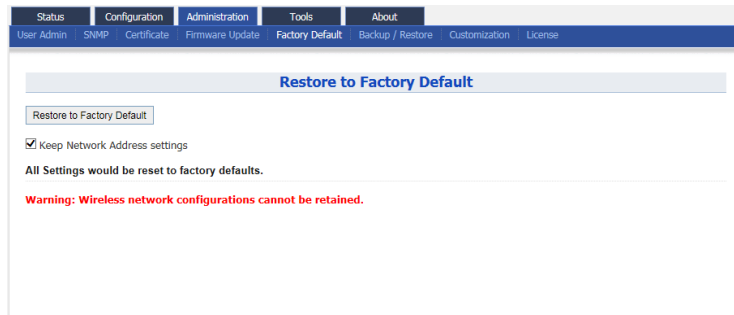 Status Configuration Administration Tools About
User Admin SNMP Certificate Firmware Update Factory Default Backup / Restore Customization License
Restore to Factory Default
Restore to Factory Default
Keep Network Address settings
All Settings would be reset to factory defaults.
Warning: Wireless network configurations cannot be retained.